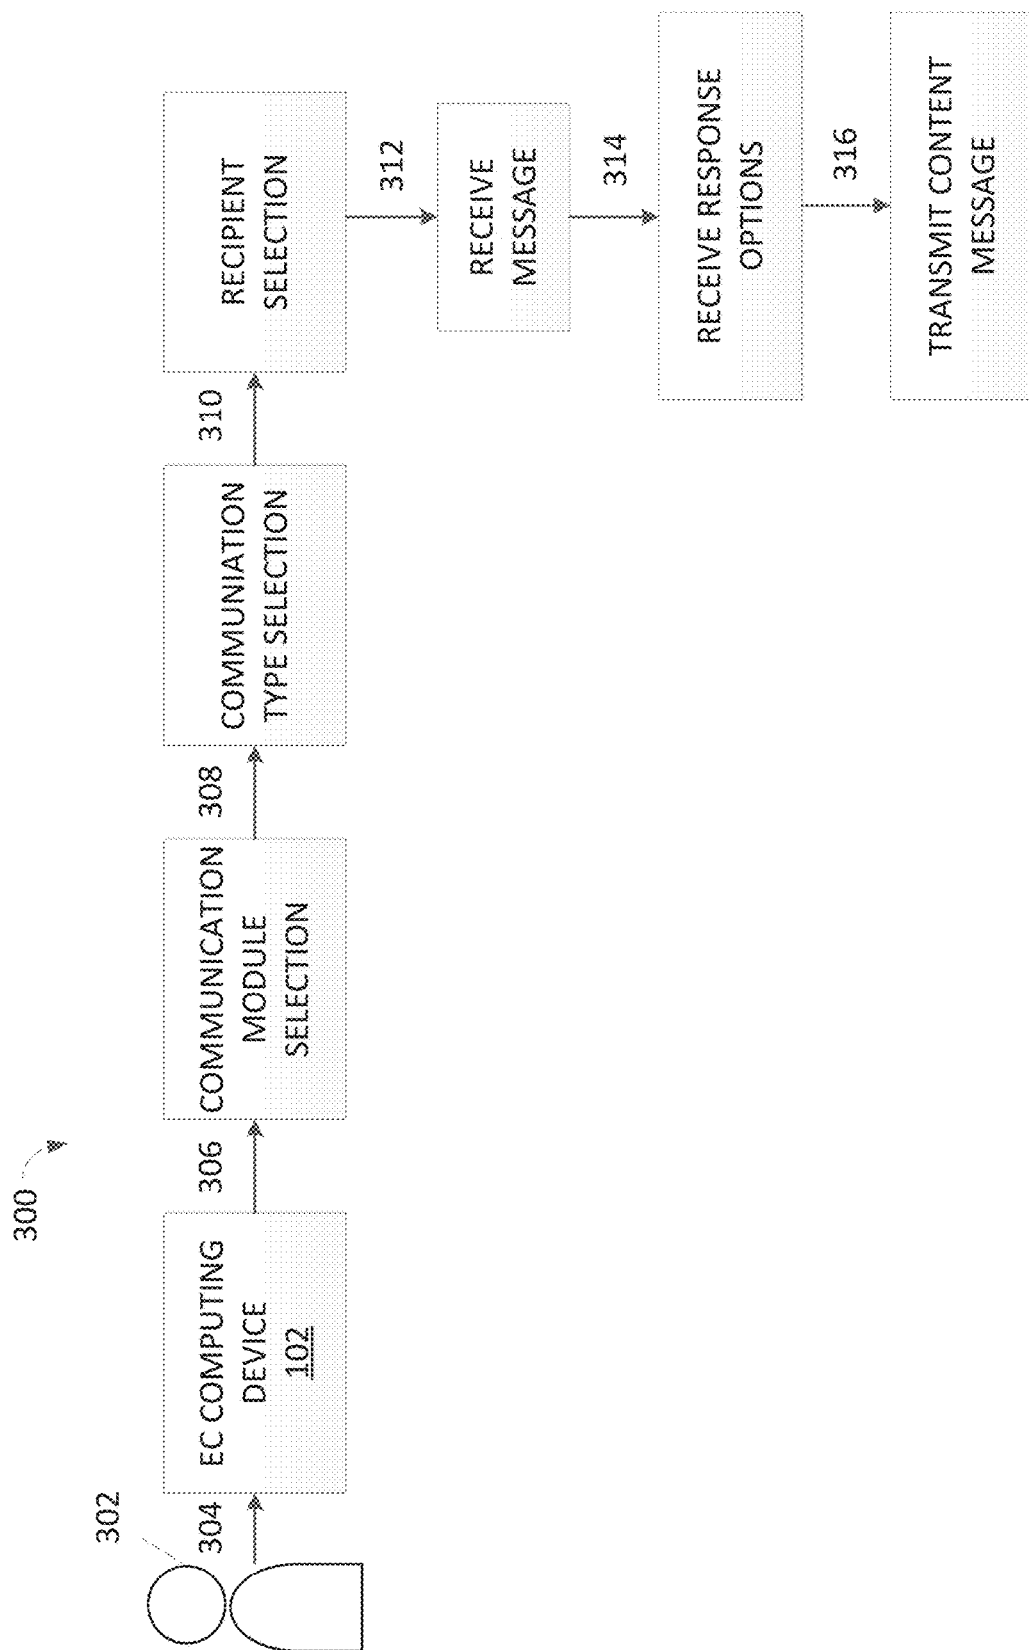 300
302
304
EC COMPUTING
DEVICE
102
306
COMMUNICATION
MODULE
SELECTION
308
COMMUNIATION
TYPE SELECTION
310
RECIPIENT
SELECTION
312
RECEIVE
MESSAGE
314
RECEIVE RESPONSE
OPTIONS
316
TRANSMIT CONTENT
MESSAGE